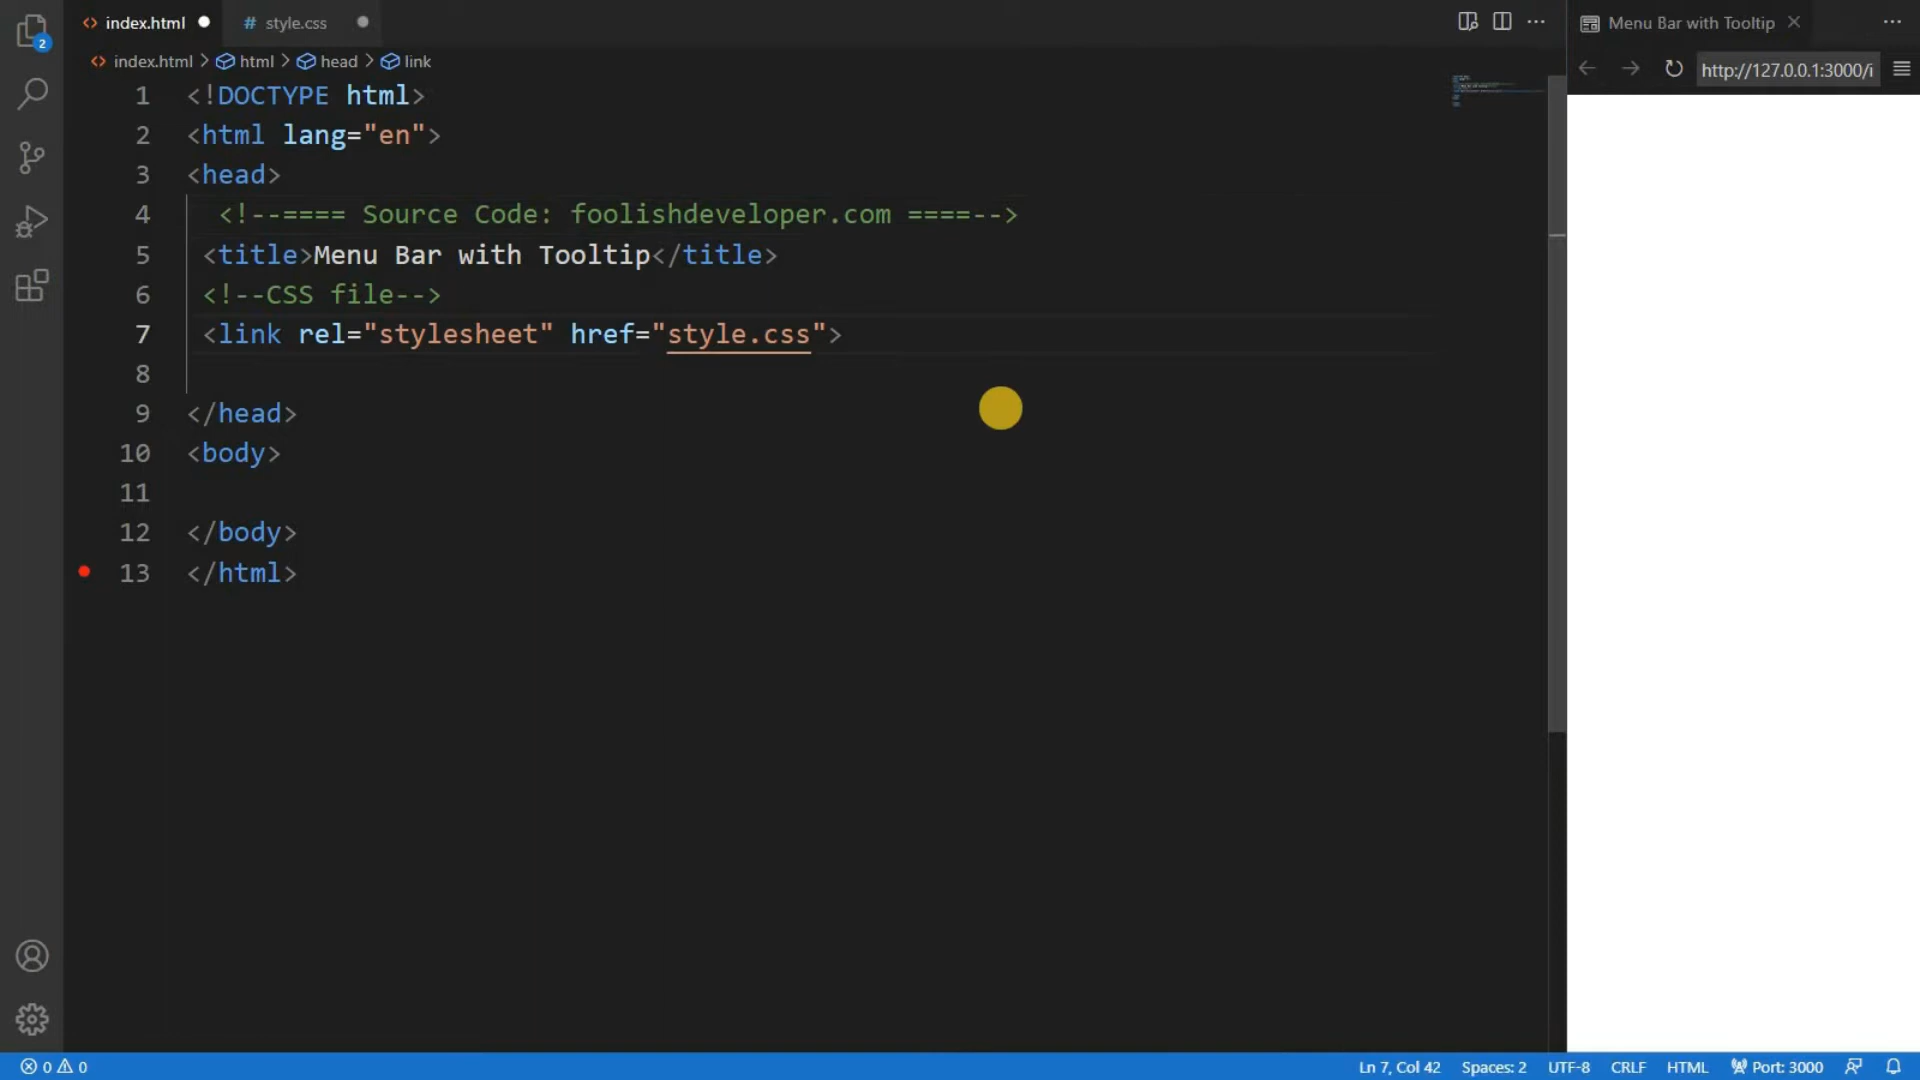 index.html
style.css
Menu Bar with Tooltip
index.html > html > head > link
http://127.0.0.1:3000/i
2
1 <!DOCTYPE html>
2 <html lang="en">
3 <head>
4 <!--==== Source Code: foolishdeveloper.com ====-->
5 <title>Menu Bar with Tooltip</title>
6 <!--CSS file-->
7 <link rel="stylesheet" href="style.css">
8
9 </head>
10 <body>
11
12 </body>
13 </html>
0 0 Ln 7, Col 42 Spaces: 2 UTF-8 CRLF HTML Port: 3000